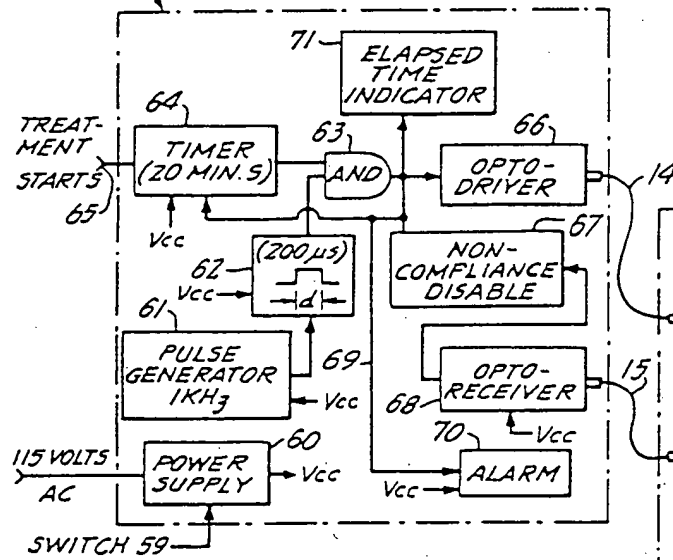 71
ELAPSED
TIME
INDICATOR
64
TREAT-
MENT
STARTS
65
TIMER
(20 MIN.S)
Vcc
63
AND
66
OPTO-
DRIVER
14
67
NON-
COMPLIANCE
DISABLE
62
(200 μs)
d
Vcc
61
PULSE
GENERATOR
1KH3
Vcc
69
OPTO-
RECEIVER
68
Vcc
15
70
ALARM
Vcc
60
115 VOLTS
AC
POWER
SUPPLY
Vcc
SWITCH 59